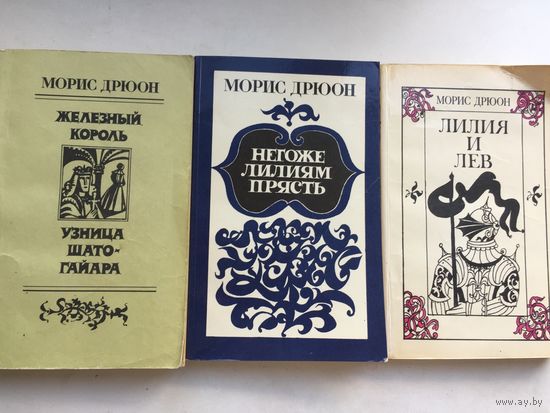 МОРИС ДРЮОН
ЖЕЛЕЗНЫЙ
КОРОЛЬ
УЗНИЦА
ШАТО-
ГАЙАРА
МОРИС ДРЮОН
НЕГОЖЕ
ЛИЛИЯМ
ПРЯСТЬ
МОРИС ДРЮОН
ЛИЛИЯ
И
ЛЕВ
© www.ay.by